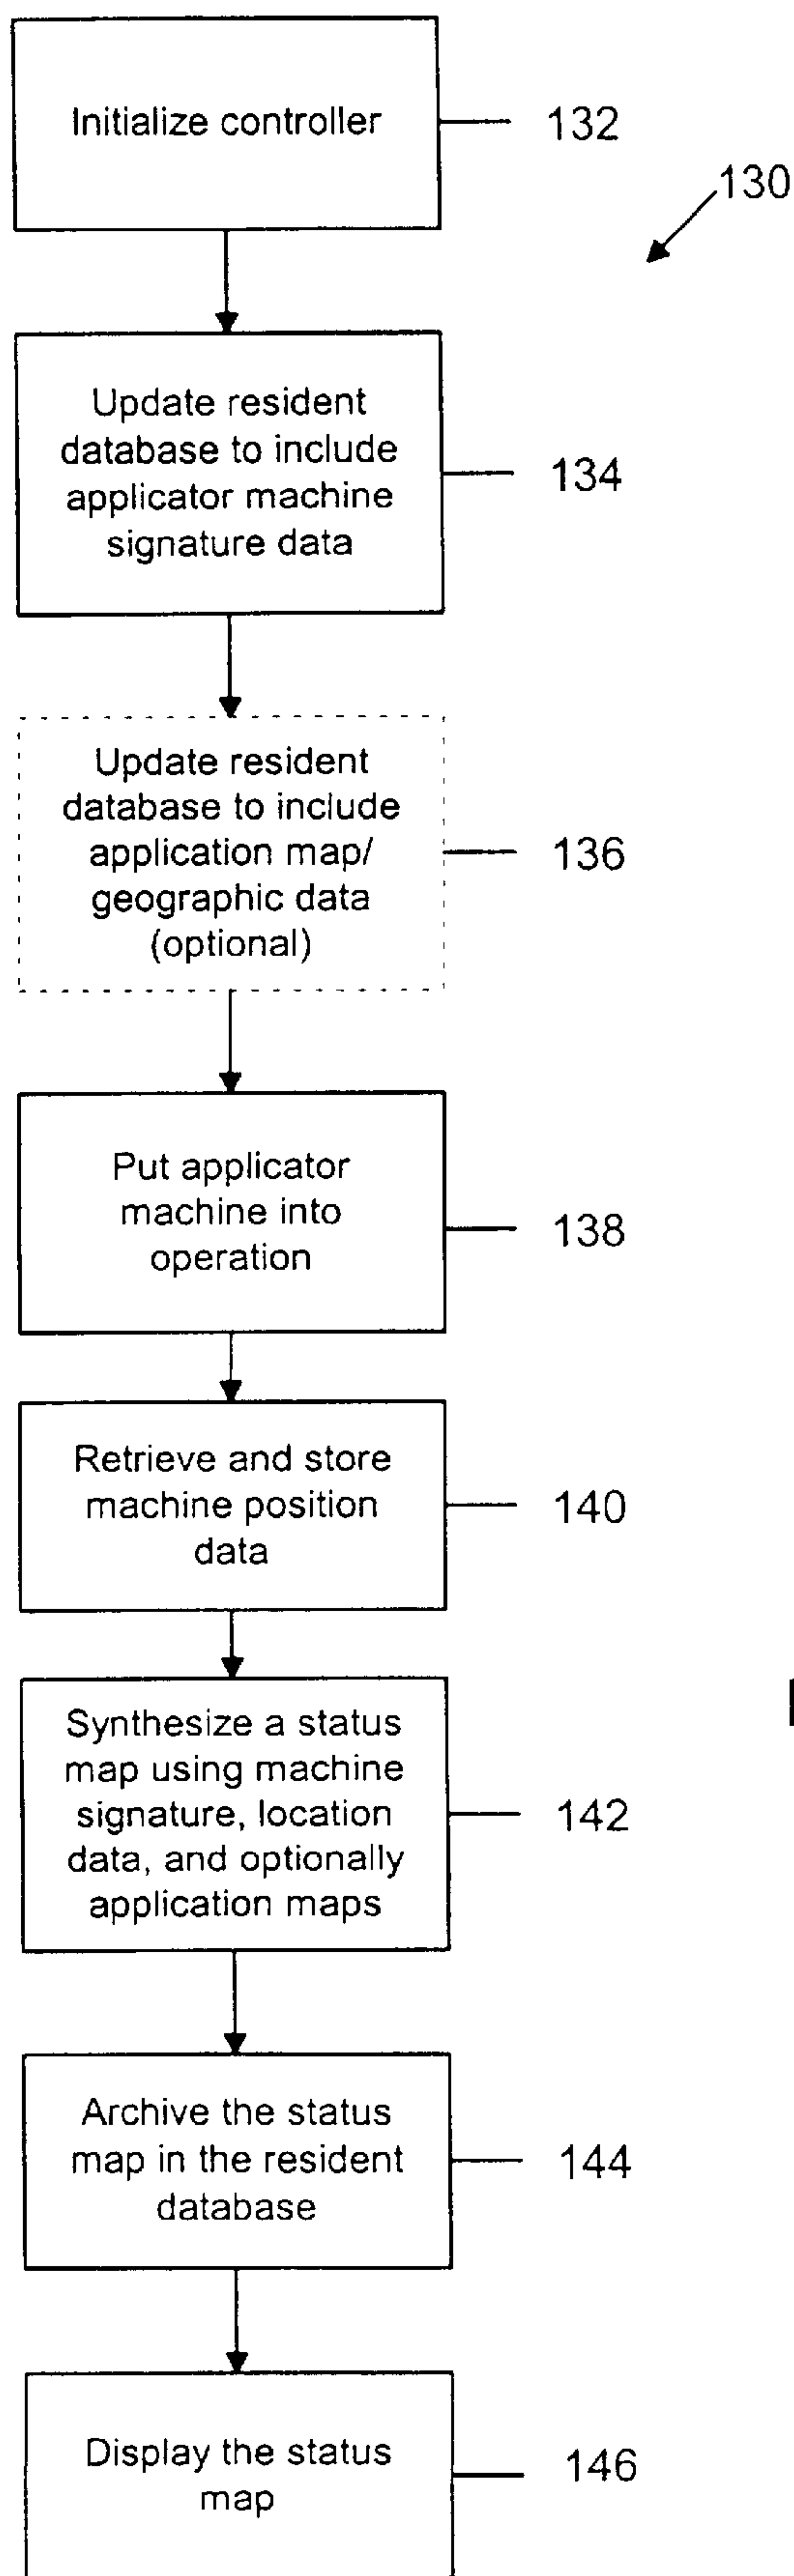 Initialize controller
132
130
Update resident
database to include
applicator machine
signature data
134
Update resident
database to include
application map/
geographic data
(optional)
136
Put applicator
machine into
operation
138
Retrieve and store
machine position
data
140
Synthesize a status
map using machine
signature, location
data, and optionally
application maps
142
Archive the status
map in the resident
database
144
Display the status
map
146